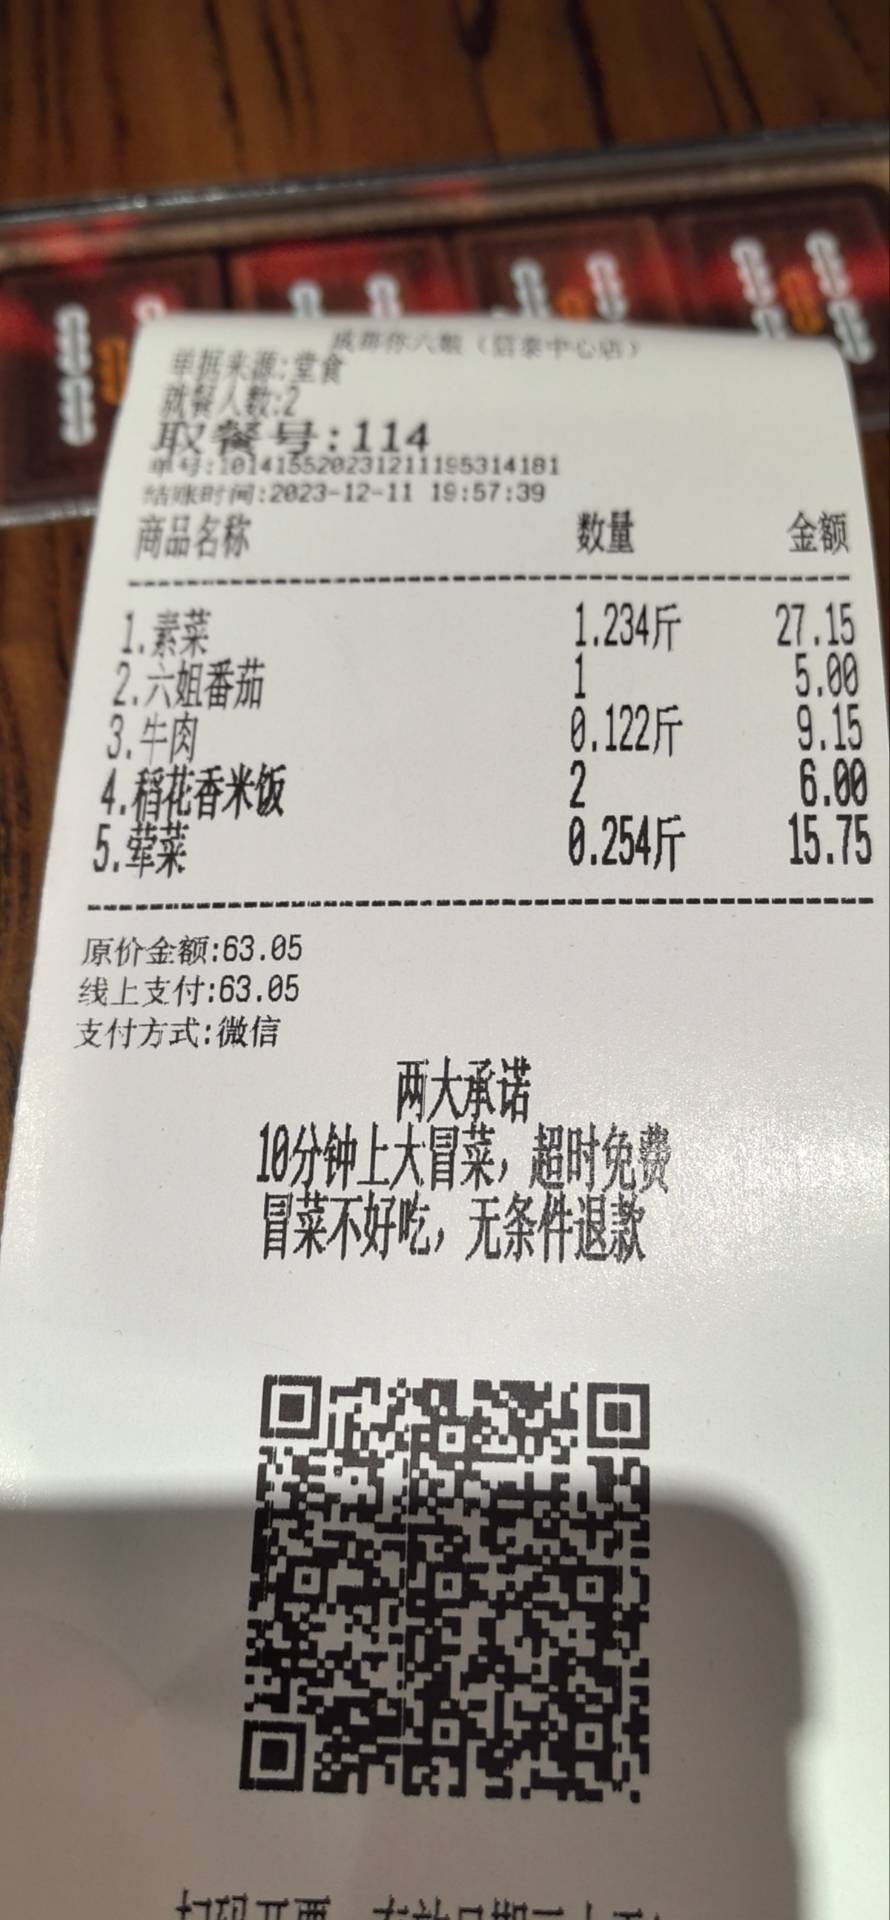 成都你六姐（信泰中心店）
单据来源:堂食
就餐人数:2
取餐号:114
单号:10141552023121119531418​1
结账时间:2023-12-11 19:57:39
商品名称 数量 金额
1.素菜 1.234斤 27.15
2.六姐番茄 1 5.00
3.牛肉 0.122斤 9.15
4.稻花香米饭 2 6.00
5.荤菜 0.254斤 15.75
原价金额:63.05
线上支付:63.05
支付方式:微信
两大承诺
10分钟上大冒菜，超时免费
冒菜不好吃，无条件退款
扫码开票